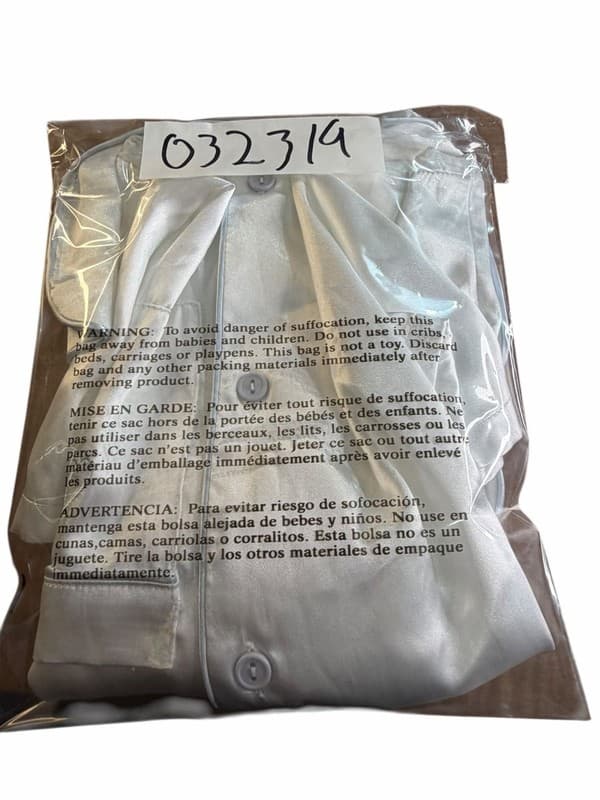 032319
WARNING: To avoid danger of suffocation, keep this
bag away from babies and children. Do not use in cribs,
beds, carriages or playpens. This bag is not a toy. Discard
bag and any other packing materials immediately after
removing product.
MISE EN GARDE: Pour éviter tout risque de suffocation,
tenir ce sac hors de la portée des bébés et des enfants. Ne
pas utiliser dans les berceaux, les lits, les carrosses ou les
parcs. Ce sac n'est pas un jouet. Jeter ce sac ou tout autre
matériau d'emballage immédiatement après avoir enlevé
les produits.
ADVERTENCIA: Para evitar riesgo de sofocación,
mantenga esta bolsa alejada de bebes y niños. No use en
cunas,camas, carriolas o corralitos. Esta bolsa no es un
juguete. Tire la bolsa y los otros materiales de empaque
immediatamente.